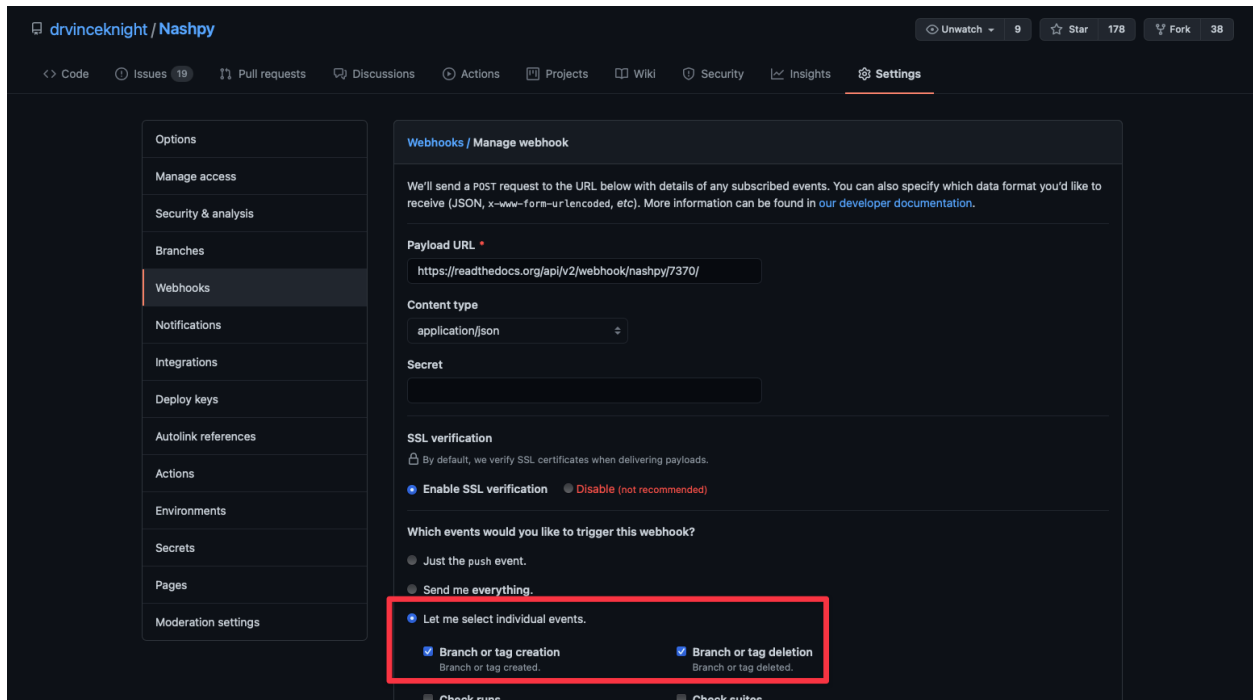 drvinceknight / Nashpy
Unwatch 9 Star 178 Fork 38
Code Issues 19 Pull requests Discussions Actions Projects Wiki Security Insights Settings
Options
Manage access
Security & analysis
Branches
Webhooks
Notifications
Integrations
Deploy keys
Autolink references
Actions
Environments
Secrets
Pages
Moderation settings
Webhooks / Manage webhook
We'll send a POST request to the URL below with details of any subscribed events. You can also specify which data format you'd like to
receive (JSON, x-www-form-urlencoded, etc). More information can be found in our developer documentation.
Payload URL *
https://readthedocs.org/api/v2/webhook/nashpy/7370/
Content type
application/json
Secret
SSL verification
By default, we verify SSL certificates when delivering payloads.
Enable SSL verification Disable (not recommended)
Which events would you like to trigger this webhook?
Just the push event.
Send me everything.
Let me select individual events.
Branch or tag creation Branch or tag deletion
Branch or tag created. Branch or tag deleted.
Check runs Check suites